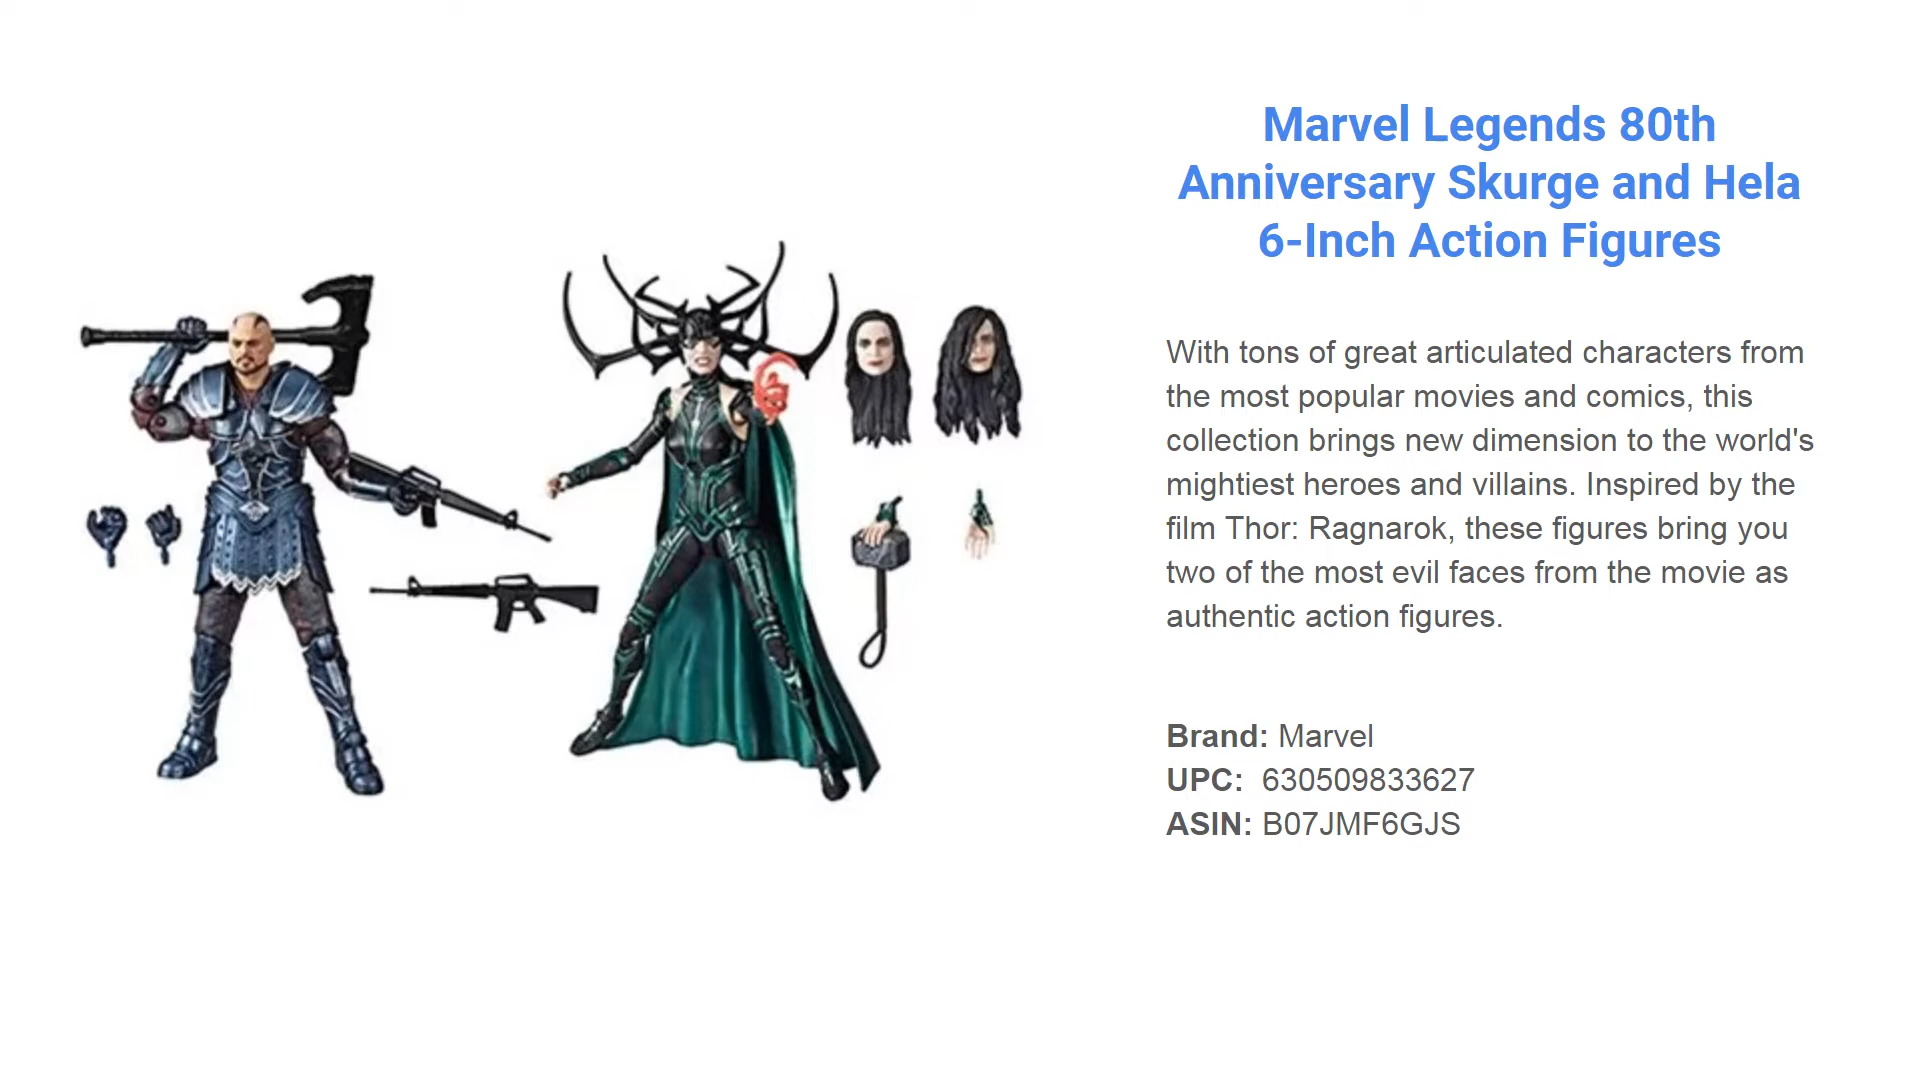 Marvel Legends 80th
Anniversary Skurge and Hela
6-Inch Action Figures
With tons of great articulated characters from
the most popular movies and comics, this
collection brings new dimension to the world's
mightiest heroes and villains. Inspired by the
film Thor: Ragnarok, these figures bring you
two of the most evil faces from the movie as
authentic action figures.
Brand: Marvel
UPC: 630509833627
ASIN: B07JMF6GJS